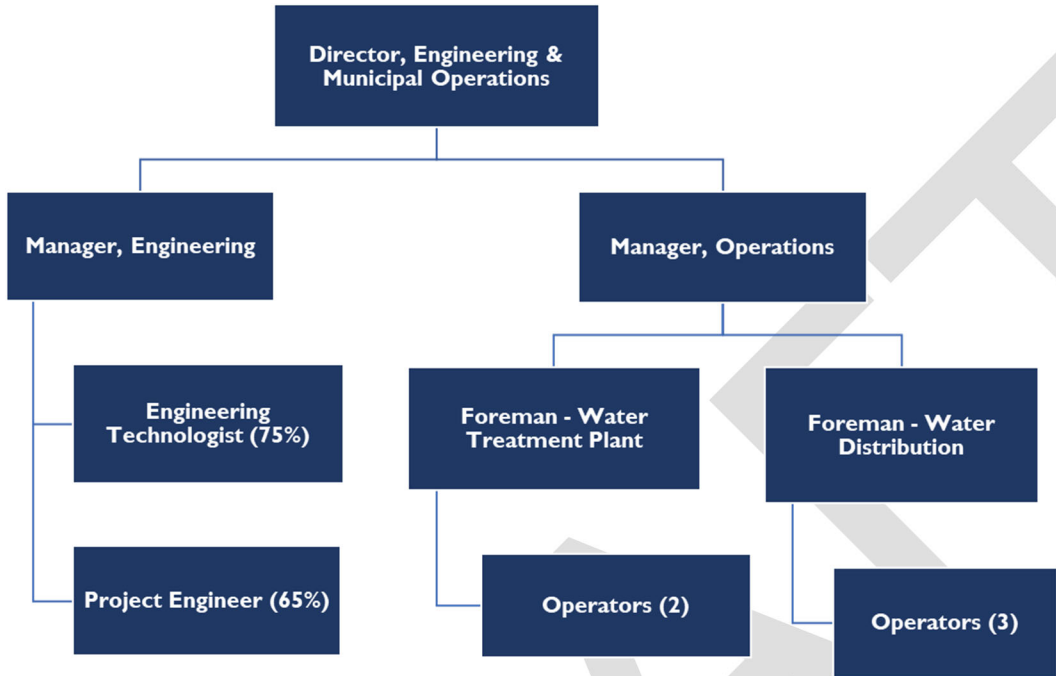 Director, Engineering &
Municipal Operations
Manager, Engineering
Manager, Operations
Engineering
Technologist (75%)
Foreman - Water
Treatment Plant
Foreman - Water
Distribution
Project Engineer (65%)
Operators (2)
Operators (3)